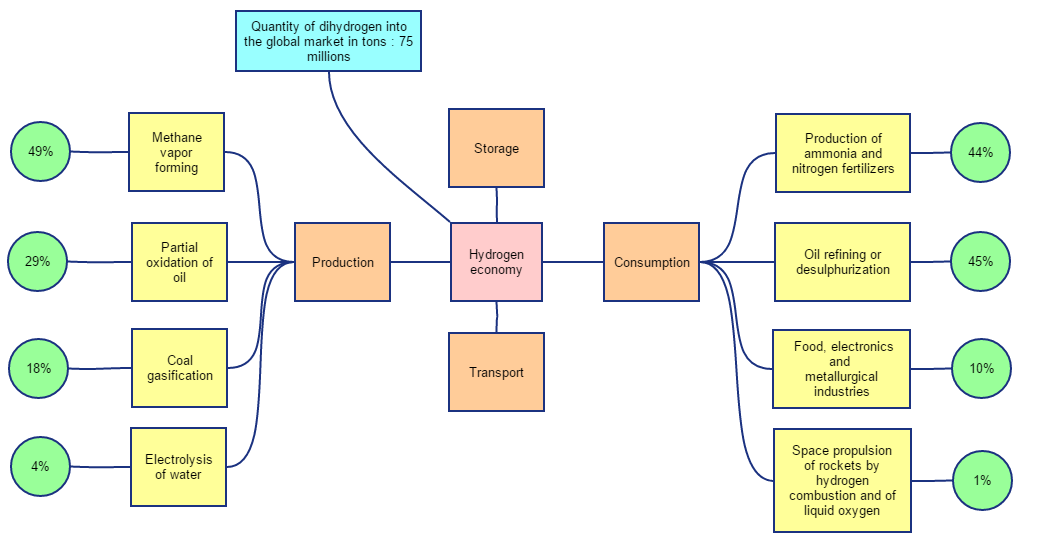 Quantity of dihydrogen into
the global market in tons : 75
millions
49%
Methane
vapor
forming
29%
Partial
oxidation of
oil
18%
Coal
gasification
4%
Electrolysis
of water
Production
Storage
Hydrogen
economy
Transport
Consumption
Production of
ammonia and
nitrogen fertilizers
44%
Oil refining or
desulphurization
45%
Food, electronics
and
metallurgical
industries
10%
Space propulsion
of rockets by
hydrogen
combustion and of
liquid oxygen
1%